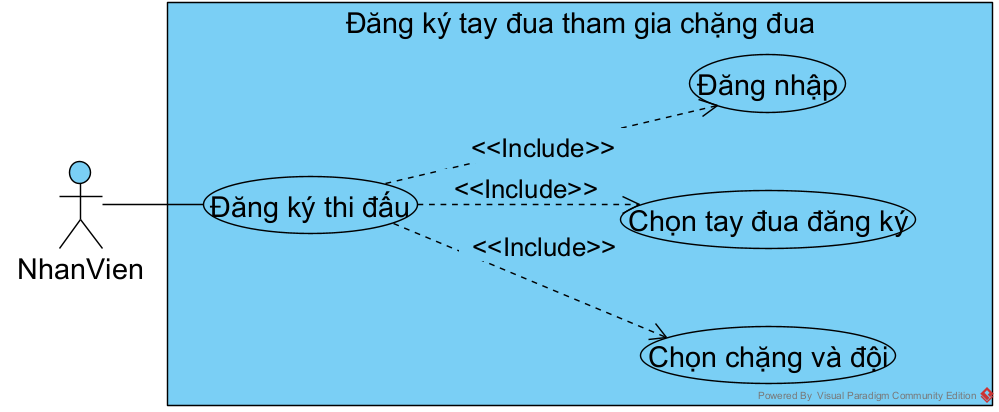 Đăng ký tay đua tham gia chặng đua
Đăng nhập
<<Include>>
<<Include>>
Đăng ký thi đấu
Chọn tay đua đăng ký
<<Include>>
NhanVien
Chọn chặng và đội
Powered By Visual Paradigm Community Edition